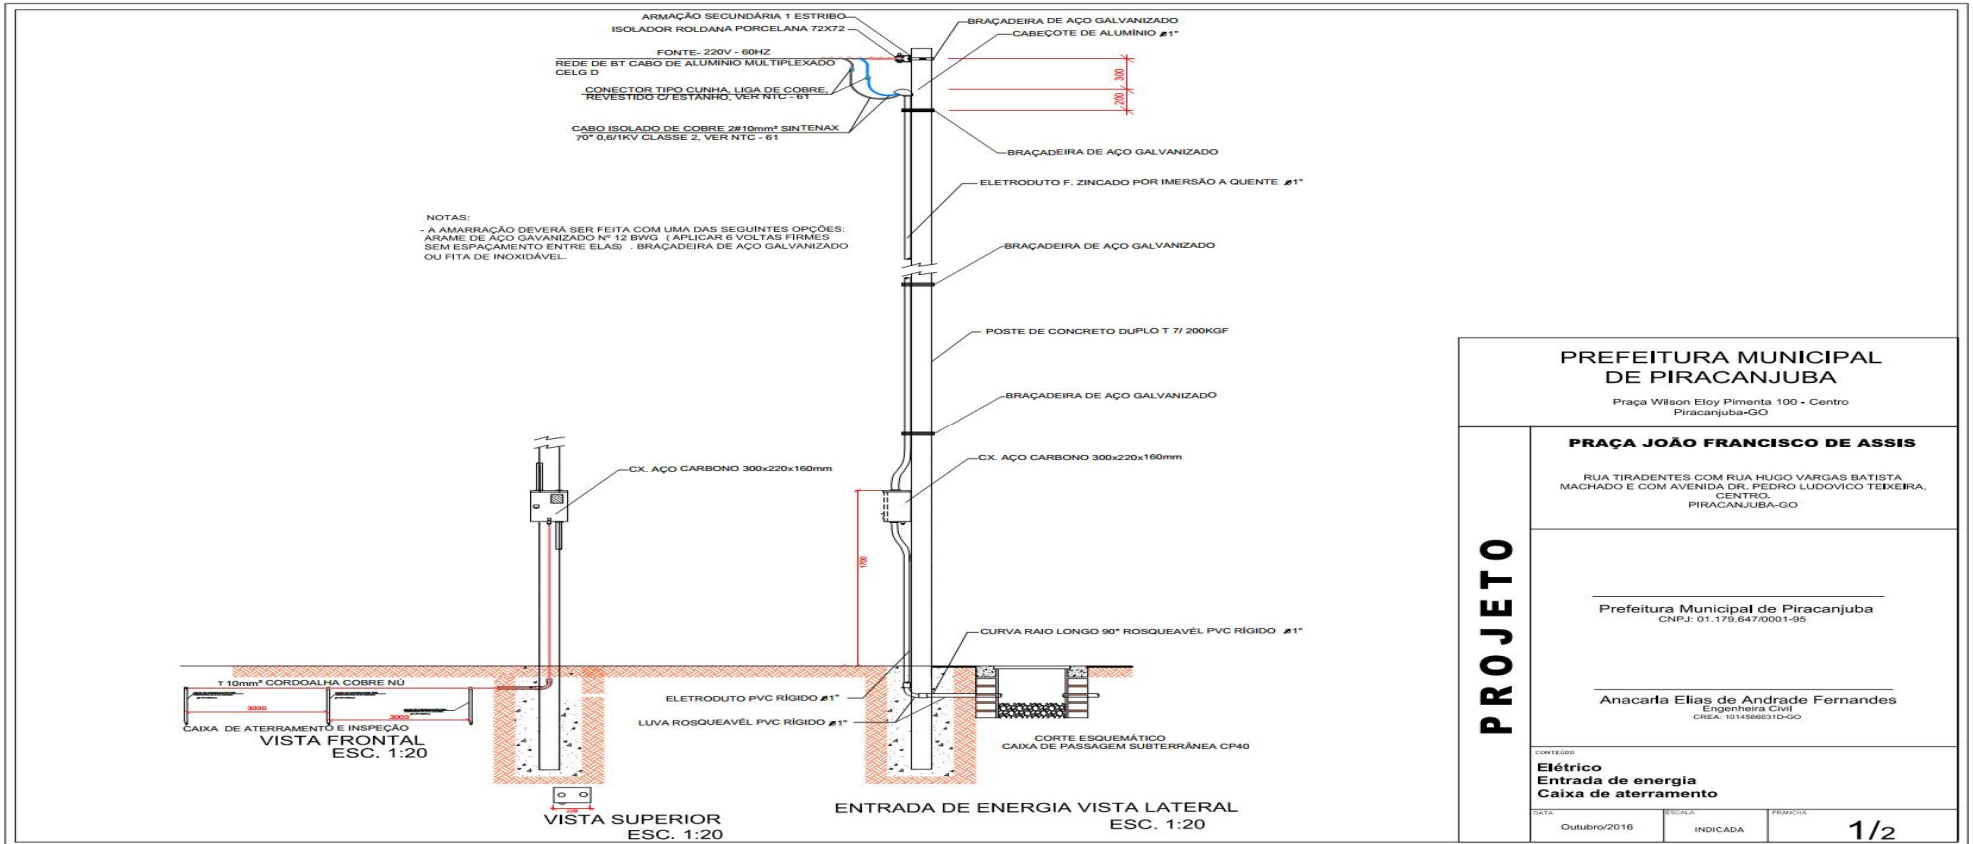 ARMAÇÃO SECUNDÁRIA 1 ESTRIBO
ISOLADOR ROLDANA PORCELANA 72X72
BRAÇADEIRA DE AÇO GALVANIZADO
CABEÇOTE DE ALUMÍNIO ø1"
FONTE- 220V - 60HZ
REDE DE BT CABO DE ALUMINIO MULTIPLEXADO
CELG D
CONECTOR TIPO CUNHA, LIGA DE COBRE,
REVESTIDO C/ ESTANHO, VER NTC - 61
CABO ISOLADO DE COBRE 2#10mm² SINTENAX
70° 0,6/1KV CLASSE 2, VER NTC - 61
300
200
BRAÇADEIRA DE AÇO GALVANIZADO
ELETRODUTO F. ZINCADO POR IMERSÃO A QUENTE ø1"
NOTAS:
- A AMARRAÇÃO DEVERÁ SER FEITA COM UMA DAS SEGUINTES OPÇÕES:
ARAME DE AÇO GAVANIZADO Nº 12 BWG ( APLICAR 6 VOLTAS FIRMES
SEM ESPAÇAMENTO ENTRE ELAS) . BRAÇADEIRA DE AÇO GALVANIZADO
OU FITA DE INOXIDÁVEL.
BRAÇADEIRA DE AÇO GALVANIZADO
POSTE DE CONCRETO DUPLO T 7/ 200KGF
BRAÇADEIRA DE AÇO GALVANIZADO
CX. AÇO CARBONO 300x220x160mm
CX. AÇO CARBONO 300x220x160mm
1700
CURVA RAIO LONGO 90° ROSQUEAVÉL PVC RÍGIDO ø1"
ELETRODUTO PVC RÍGIDO ø1"
LUVA ROSQUEAVÉL PVC RÍGIDO ø1"
T 10mm² CORDOALHA COBRE NÚ
3000
3000
CAIXA DE ATERRAMENTO E INSPEÇÃO
VISTA FRONTAL
ESC. 1:20
CORTE ESQUEMÁTICO
CAIXA DE PASSAGEM SUBTERRÂNEA CP40
VISTA SUPERIOR
ESC. 1:20
ENTRADA DE ENERGIA VISTA LATERAL
ESC. 1:20
PREFEITURA MUNICIPAL
DE PIRACANJUBA
Praça Wilson Eloy Pimenta 100 - Centro
Piracanjuba-GO
PROJETO
PRAÇA JOÃO FRANCISCO DE ASSIS
RUA TIRADENTES COM RUA HUGO VARGAS BATISTA
MACHADO E COM AVENIDA DR. PEDRO LUDOVICO TEIXEIRA,
CENTRO.
PIRACANJUBA-GO
Prefeitura Municipal de Piracanjuba
CNPJ: 01.179.647/0001-95
Anacarla Elias de Andrade Fernandes
Engenheira Civil
CONTEÚDO
Elétrico
Entrada de energia
Caixa de aterramento
DATA
Outubro/2016
ESCALA
INDICADA
PRANCHA
1/2